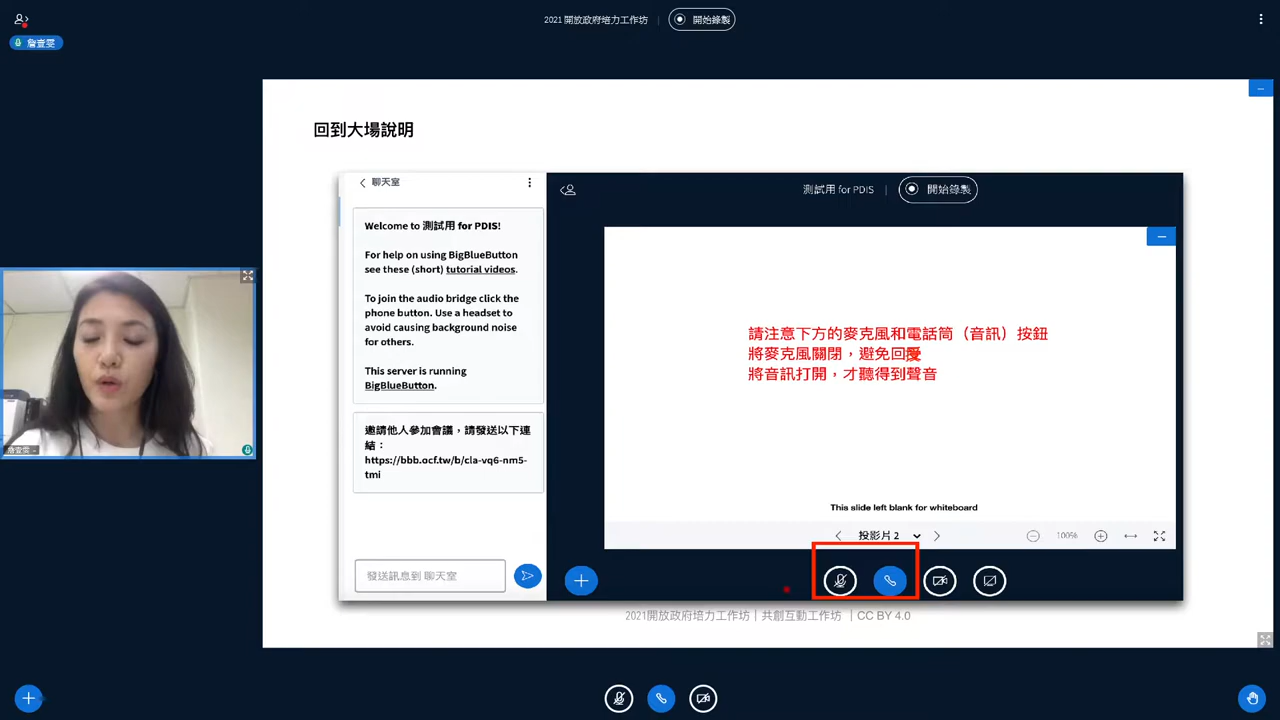 2021 開放政府培力工作坊
開始錄製
詹壹雯
回到大場說明
聊天室
測試用 for PDIS
開始錄製
Welcome to 測試用 for PDIS!
For help on using BigBlueButton
see these (short) tutorial videos.
To join the audio bridge click the
phone button. Use a headset to
avoid causing background noise
for others.
This server is running
BigBlueButton.
邀請他人參加會議，請發送以下連
結：
https://bbb.ocf.tw/b/cla-vq6-nm5-
tmi
請注意下方的麥克風和電話筒（音訊）按鈕
將麥克風關閉，避免回
將音訊打開，才聽得到聲音
This slide left blank for whiteboard
投影片 2
100%
發送訊息到 聊天室
2021開放政府培力工作坊｜共創互動工作坊 ｜CC BY 4.0
詹壹雯